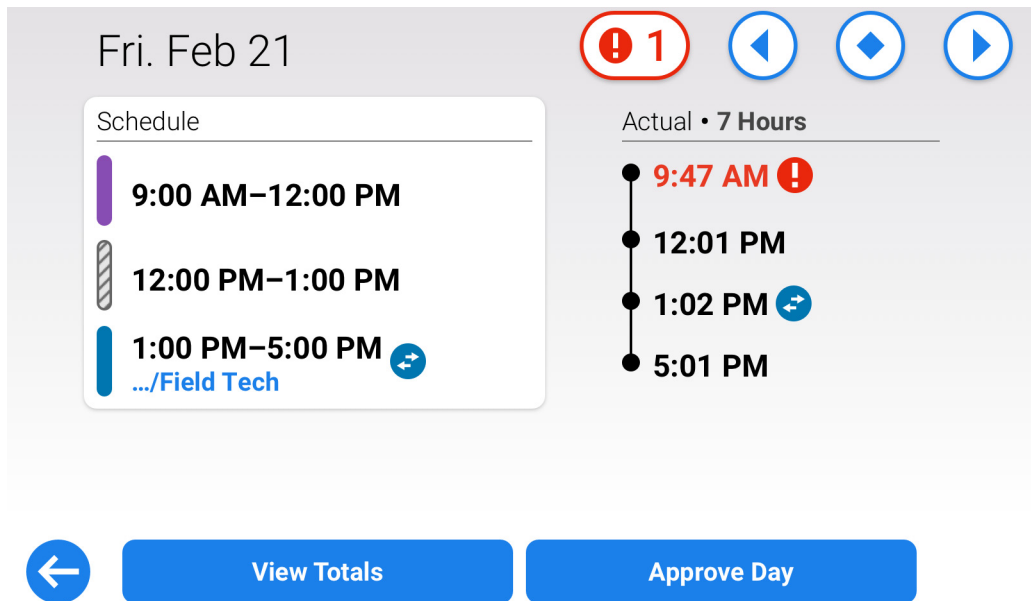 Fri. Feb 21
1
Schedule
9:00 AM–12:00 PM
12:00 PM–1:00 PM
1:00 PM–5:00 PM
.../Field Tech
Actual • 7 Hours
9:47 AM
12:01 PM
1:02 PM
5:01 PM
View Totals
Approve Day